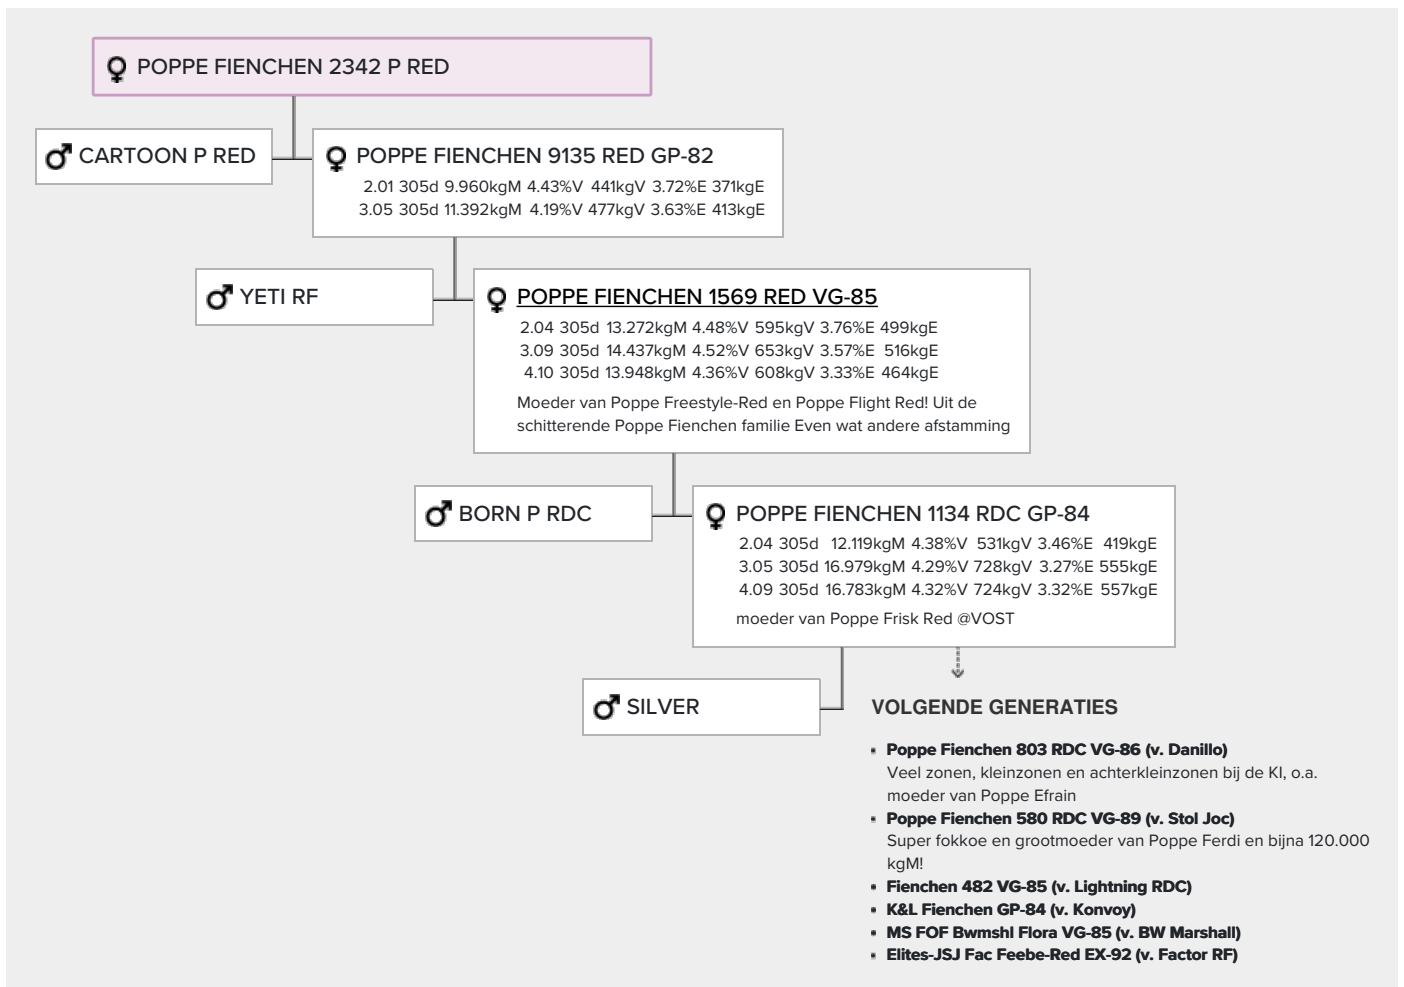 POPPE FIENCHEN 2342 P RED
CARTOON P RED
POPPE FIENCHEN 9135 RED GP-82
2.01 305d 9.960kgM 4.43%V 441kgV 3.72%E 371kgE
3.05 305d 11.392kgM 4.19%V 477kgV 3.63%E 413kgE
YETI RF
POPPE FIENCHEN 1569 RED VG-85
2.04 305d 13.272kgM 4.48%V 595kgV 3.76%E 499kgE
3.09 305d 14.437kgM 4.52%V 653kgV 3.57%E 516kgE
4.10 305d 13.948kgM 4.36%V 608kgV 3.33%E 464kgE
Moeder van Poppe Freestyle-Red en Poppe Flight Red! Uit de
schitterende Poppe Fienchen familie Even wat andere afstamming
BORN P RDC
POPPE FIENCHEN 1134 RDC GP-84
2.04 305d 12.119kgM 4.38%V 531kgV 3.46%E 419kgE
3.05 305d 16.979kgM 4.29%V 728kgV 3.27%E 555kgE
4.09 305d 16.783kgM 4.32%V 724kgV 3.32%E 557kgE
moeder van Poppe Frisk Red @VOST
SILVER
VOLGENDE GENERATIES
Poppe Fienchen 803 RDC VG-86 (v. Danillo)
Veel zonen, kleinzonen en achterkleinzonen bij de KI, o.a.
moeder van Poppe Efrain
Poppe Fienchen 580 RDC VG-89 (v. Stol Joc)
Super fokkoe en grootmoeder van Poppe Ferdi en bijna 120.000
kgM!
Fienchen 482 VG-85 (v. Lightning RDC)
K&L Fienchen GP-84 (v. Konvoy)
MS FOF Bwmshl Flora VG-85 (v. BW Marshall)
Elites-JSJ Fac Feebe-Red EX-92 (v. Factor RF)